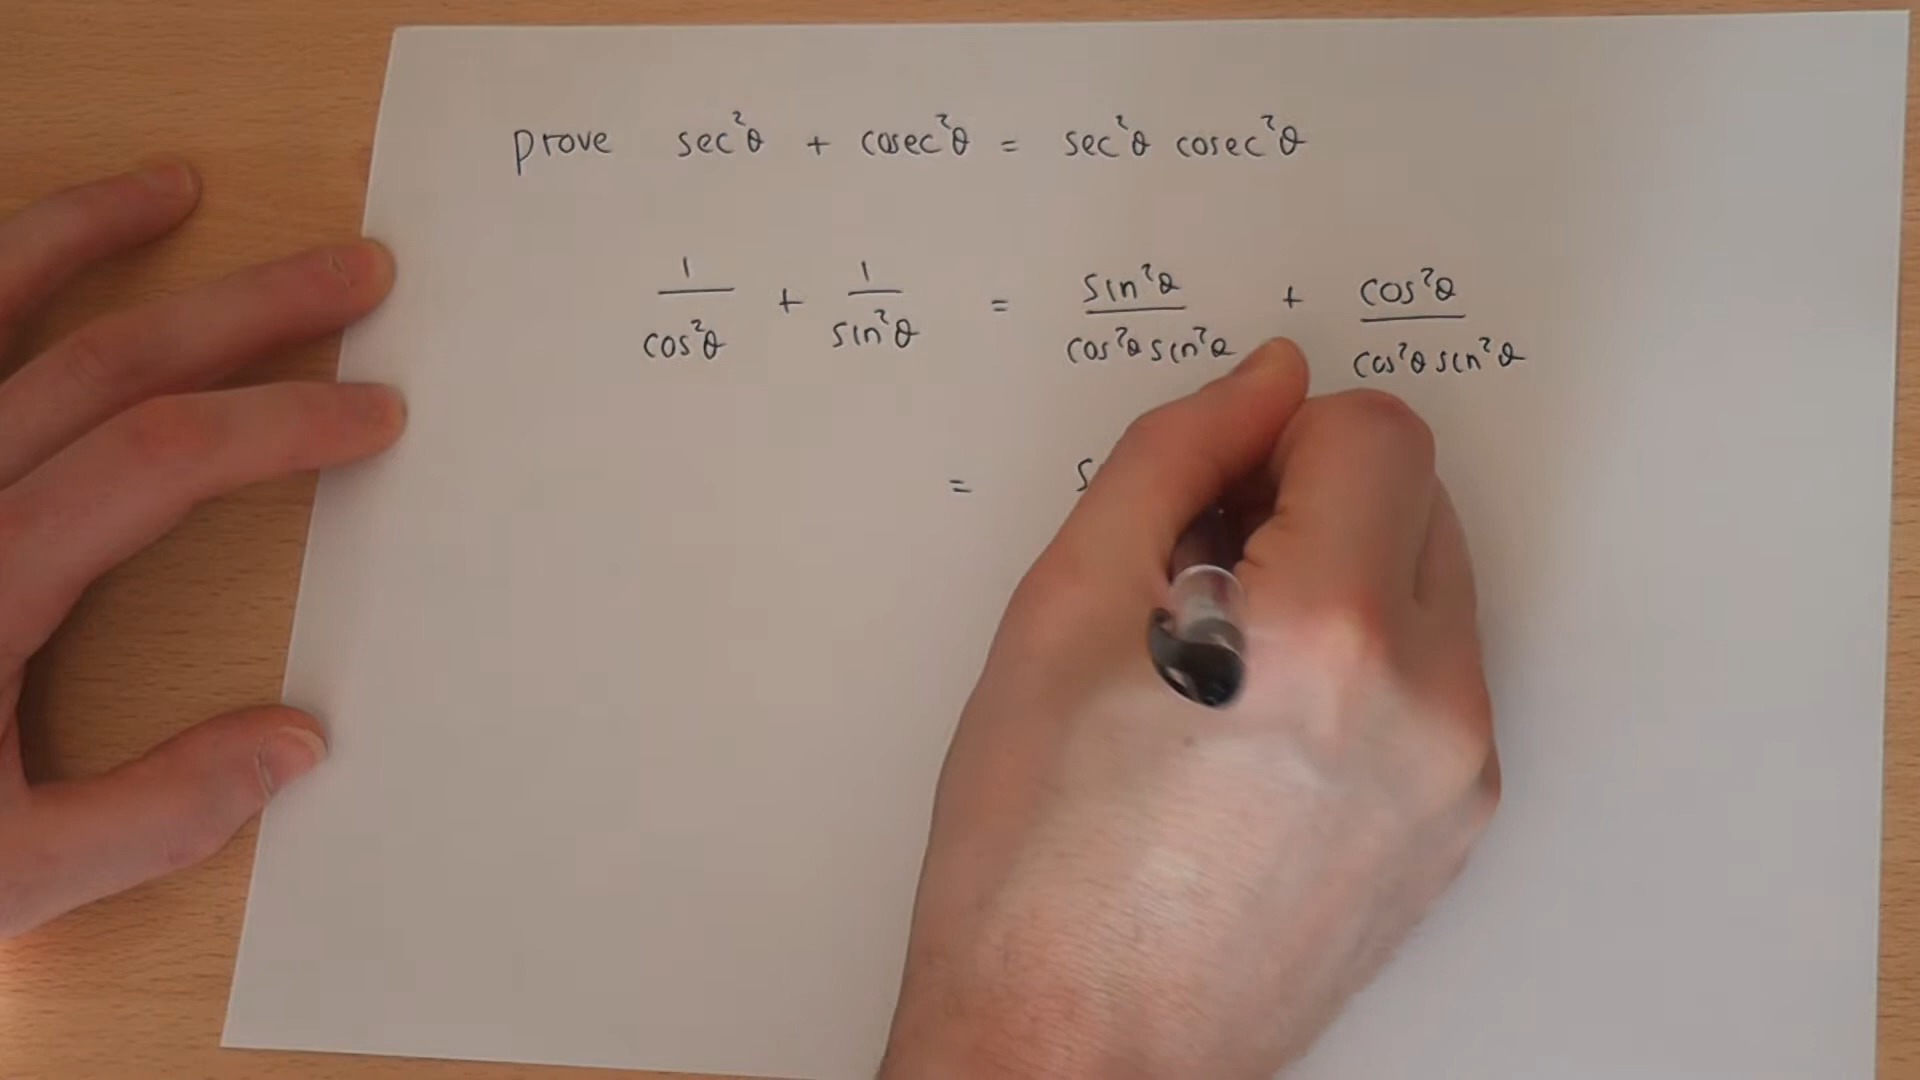 prove sec²θ + cosec²θ = sec²θ cosec²θ
1/cos²θ + 1/sin²θ = sin²θ/cos²θ sin²θ + cos²θ/cos²θ sin²θ
= s